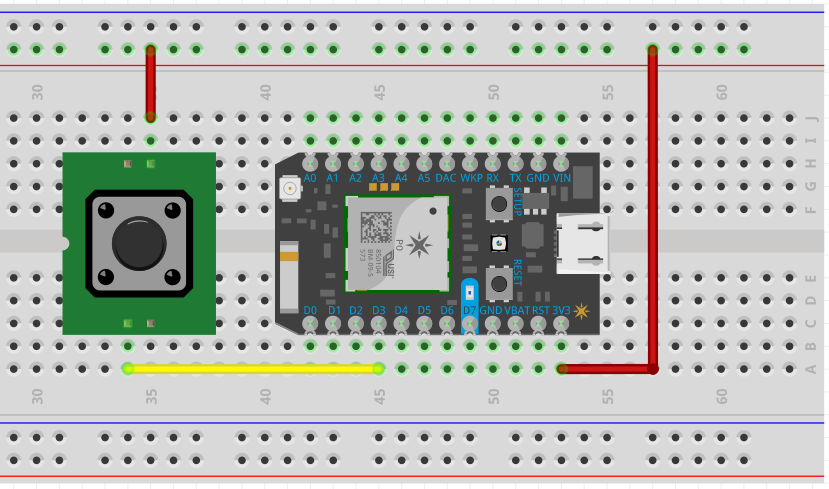 30 35 40 45 50 55 60
J
I
H
G
F
A0 A1 A2 A3 A4 A5 DAC WKP RX TX GND VIN
SETUP
P0
RESET
E
D
C
B
A
D0 D1 D2 D3 D4 D5 D6 D7 GND VBAT RST 3V3
30 35 40 45 50 55 60